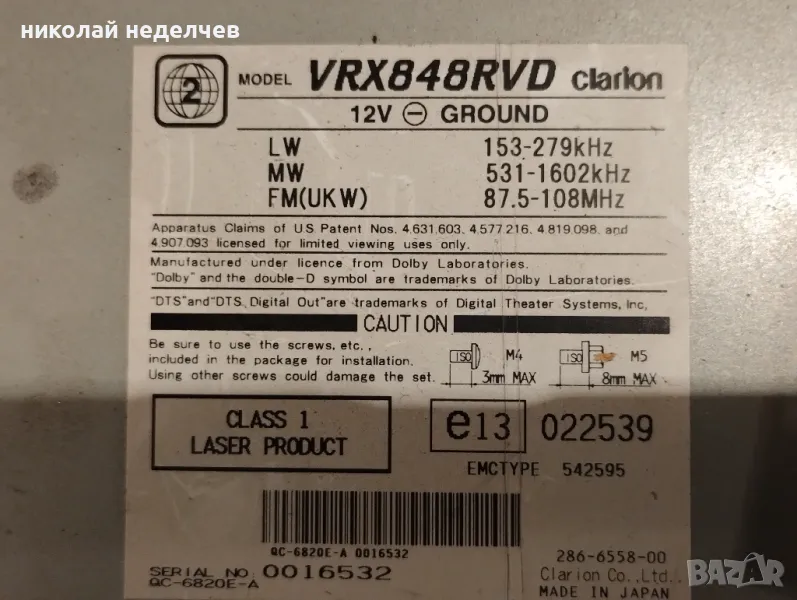 николай неделчев
2 MODEL VRX848RVD clarion
12V ⊖ GROUND
LW 153-279kHz
MW 531-1602kHz
FM(UKW) 87.5-108MHz
Apparatus Claims of U.S Patent Nos. 4.631.603. 4.577.216. 4.819.098. and
4.907.093 licensed for limited viewing uses only.
Manufactured under licence from Dolby Laboratories.
"Dolby" and the double-D symbol are trademarks of Dolby Laboratories.
"DTS"and"DTS Digital Out"are trademarks of Digital Theater Systems, Inc.
CAUTION
Be sure to use the screws, etc.,
included in the package for installation.
Using other screws could damage the set.
ISO M4 ISO M5
3mm MAX 8mm MAX
CLASS 1
LASER PRODUCT
e13 022539
EMCTYPE 542595
QC-6820E-A 0016532
SERIAL NO. 0016532
QC-6820E-A
286-6558-00
Clarion Co., Ltd.
MADE IN JAPAN
BAZAR